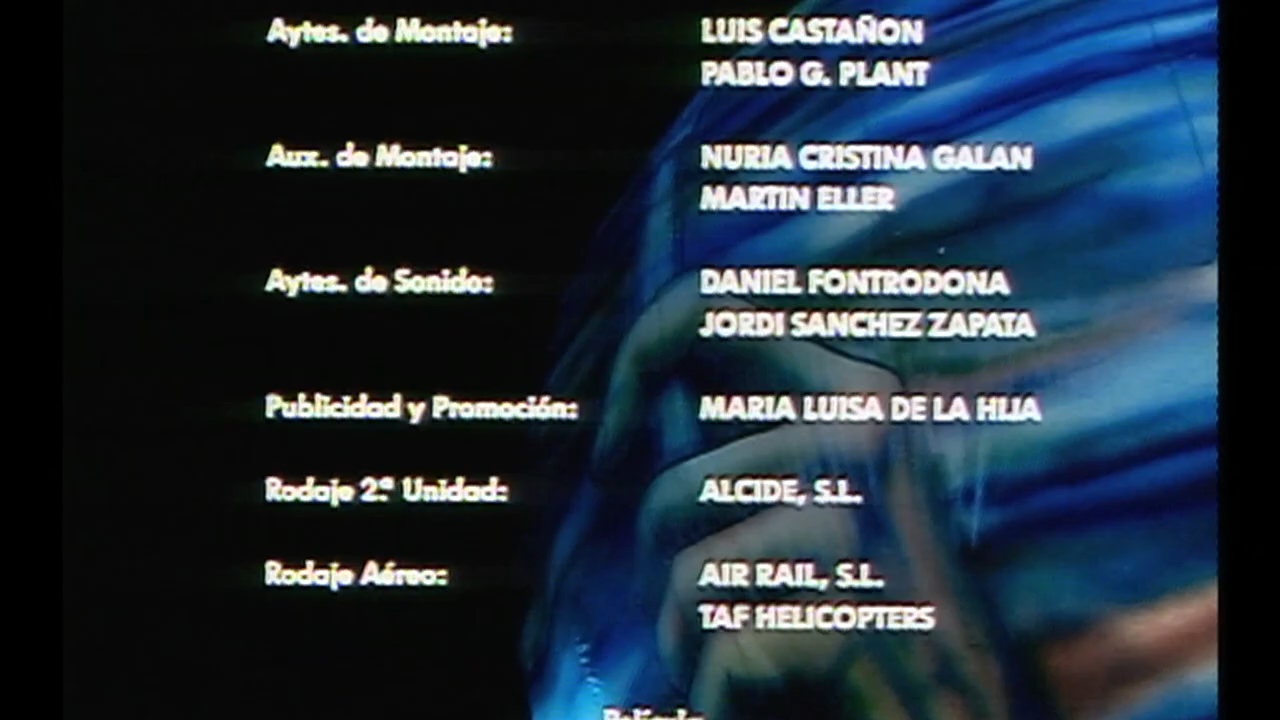 Aytes. de Montaje: LUIS CASTAÑON
PABLO G. PLANT
Aux. de Montaje: NURIA CRISTINA GALAN
MARTIN ELLER
Aytes. de Sonido: DANIEL FONTRODONA
JORDI SANCHEZ ZAPATA
Publicidad y Promoción: MARIA LUISA DE LA HIJA
Rodaje 2.ª Unidad: ALCIDE, S.L.
Rodaje Aéreo: AIR RAIL, S.L.
TAF HELICOPTERS